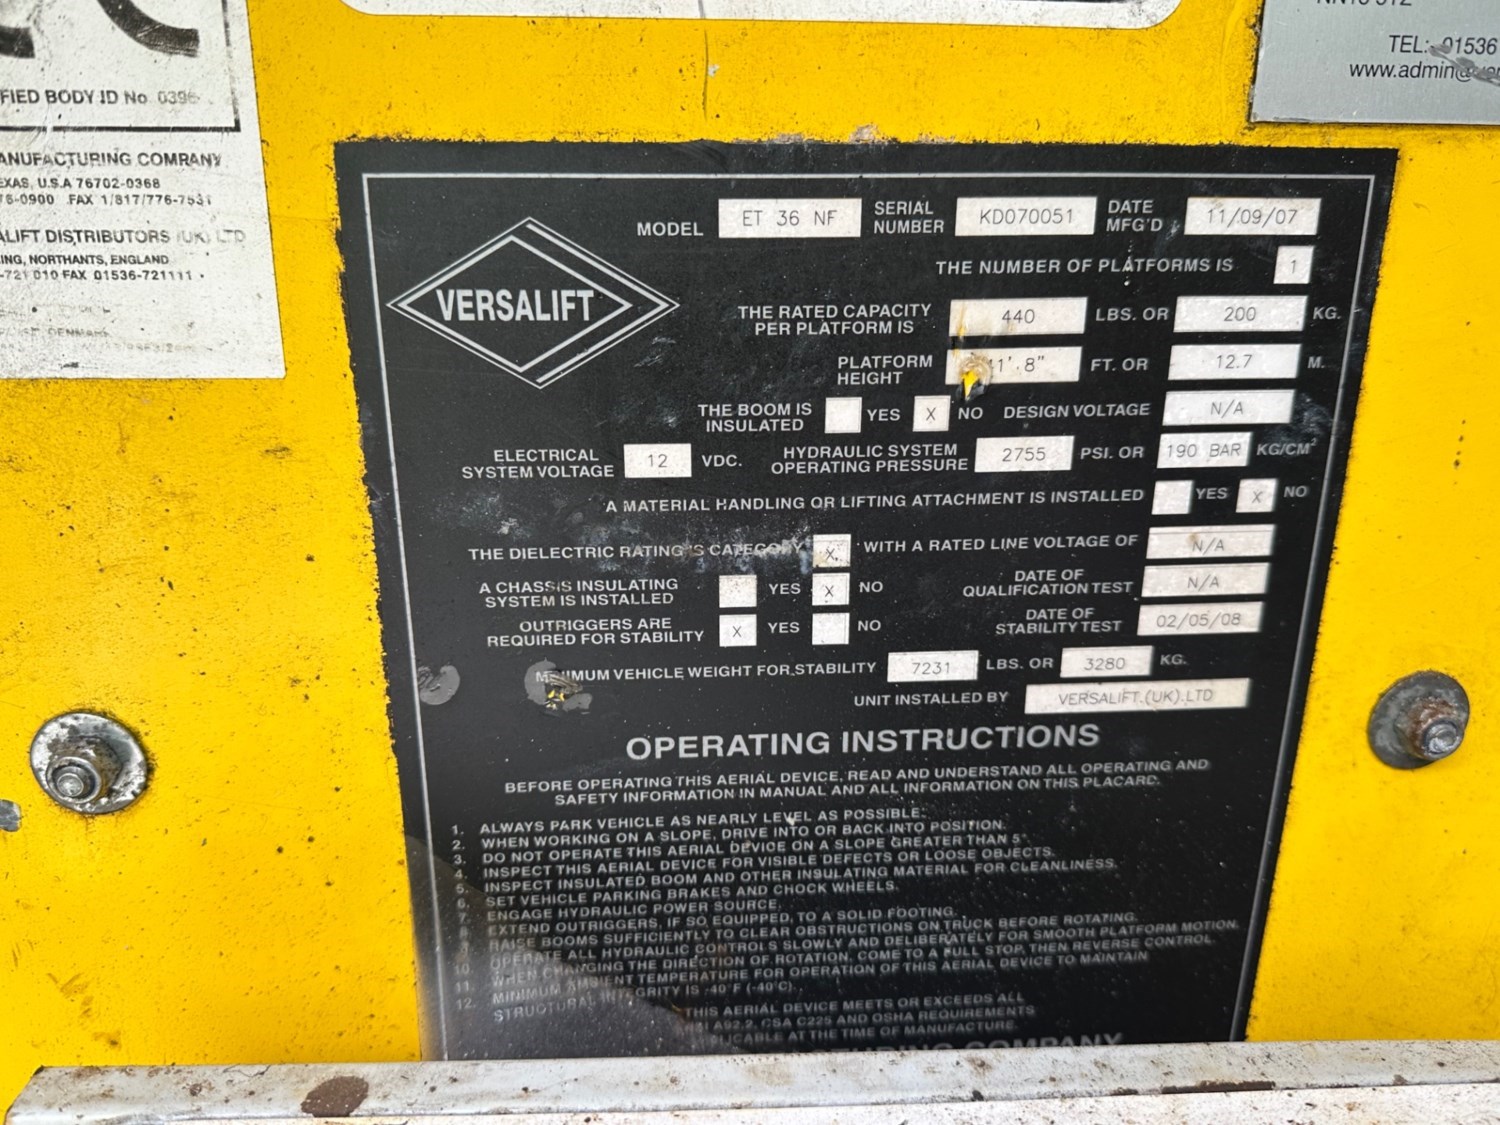 FIED BODY ID No 0396
ANUFACTURING COMPANY
EXAS, U.S.A 76702-0368
76-0900 FAX 1/817/776-7531
ALIFT DISTRIBUTORS (UK) LTD
ING, NORTHANTS, ENGLAND
-721 010 FAX 01536-721111
TEL: 01536
www.admin@ver
VERSALIFT
MODEL ET 36 NF SERIAL NUMBER KD070051 DATE MFG'D 11/09/07
THE NUMBER OF PLATFORMS IS 1
THE RATED CAPACITY PER PLATFORM IS 440 LBS. OR 200 KG.
PLATFORM HEIGHT 1' 8" FT. OR 12.7 M.
THE BOOM IS INSULATED YES X NO DESIGN VOLTAGE N/A
ELECTRICAL SYSTEM VOLTAGE 12 VDC. HYDRAULIC SYSTEM OPERATING PRESSURE 2755 PSI. OR 190 BAR KG/CM²
A MATERIAL HANDLING OR LIFTING ATTACHMENT IS INSTALLED YES X NO
THE DIELECTRIC RATING IS CATEGORY X WITH A RATED LINE VOLTAGE OF N/A
A CHASSIS INSULATING SYSTEM IS INSTALLED YES X NO DATE OF QUALIFICATION TEST N/A
OUTRIGGERS ARE REQUIRED FOR STABILITY X YES NO DATE OF STABILITY TEST 02/05/08
MINIMUM VEHICLE WEIGHT FOR STABILITY 7231 LBS. OR 3280 KG.
UNIT INSTALLED BY VERSALIFT.(UK).LTD
OPERATING INSTRUCTIONS
BEFORE OPERATING THIS AERIAL DEVICE, READ AND UNDERSTAND ALL OPERATING AND
SAFETY INFORMATION IN MANUAL AND ALL INFORMATION ON THIS PLACARD.
1. ALWAYS PARK VEHICLE AS NEARLY LEVEL AS POSSIBLE.
2. WHEN WORKING ON A SLOPE, DRIVE INTO OR BACK INTO POSITION.
3. DO NOT OPERATE THIS AERIAL DEVICE ON A SLOPE GREATER THAN 5°.
4. INSPECT THIS AERIAL DEVICE FOR VISIBLE DEFECTS OR LOOSE OBJECTS.
5. INSPECT INSULATED BOOM AND OTHER INSULATING MATERIAL FOR CLEANLINESS.
6. SET VEHICLE PARKING BRAKES AND CHOCK WHEELS.
7. ENGAGE HYDRAULIC POWER SOURCE.
8. EXTEND OUTRIGGERS, IF SO EQUIPPED, TO A SOLID FOOTING.
9. RAISE BOOMS SUFFICIENTLY TO CLEAR OBSTRUCTIONS ON TRUCK BEFORE ROTATING.
10. OPERATE ALL HYDRAULIC CONTROLS SLOWLY AND DELIBERATELY FOR SMOOTH PLATFORM MOTION.
11. WHEN CHANGING THE DIRECTION OF ROTATION, COME TO A FULL STOP, THEN REVERSE CONTROL.
12. MINIMUM AMBIENT TEMPERATURE FOR OPERATION OF THIS AERIAL DEVICE TO MAINTAIN
STRUCTURAL INTEGRITY IS -40°F (-40°C).
THIS AERIAL DEVICE MEETS OR EXCEEDS ALL
A92.2, CSA C225 AND OSHA REQUIREMENTS
AT THE TIME OF MANUFACTURE.
COMPANY